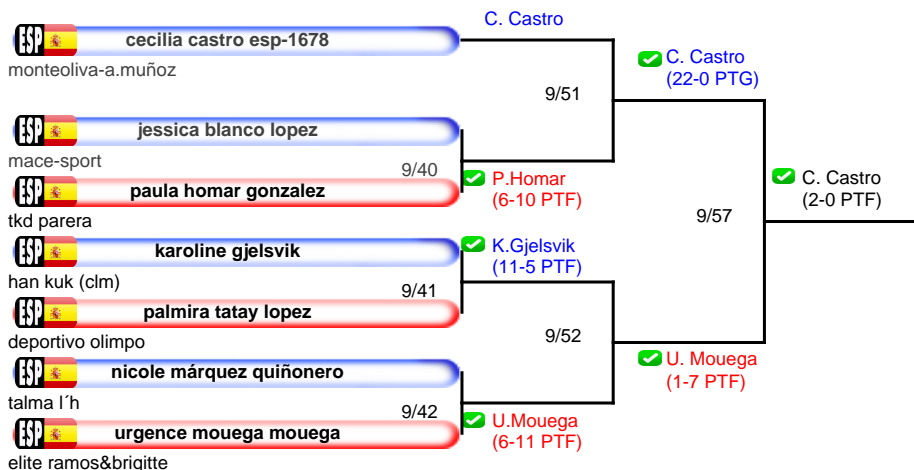 ESP cecilia castro esp-1678
C. Castro
monteoliva-a.muñoz
C. Castro
(22-0 PTG)
9/51
ESP jessica blanco lopez
mace-sport
9/40
ESP paula homar gonzalez
P.Homar
(6-10 PTF)
tkd parera
C. Castro
(2-0 PTF)
9/57
ESP karoline gjelsvik
K.Gjelsvik
(11-5 PTF)
han kuk (clm)
9/41
ESP palmira tatay lopez
deportivo olimpo
9/52
ESP nicole márquez quiñonero
U. Mouega
(1-7 PTF)
talma l´h
9/42
ESP urgence mouega mouega
U.Mouega
(6-11 PTF)
elite ramos&brigitte